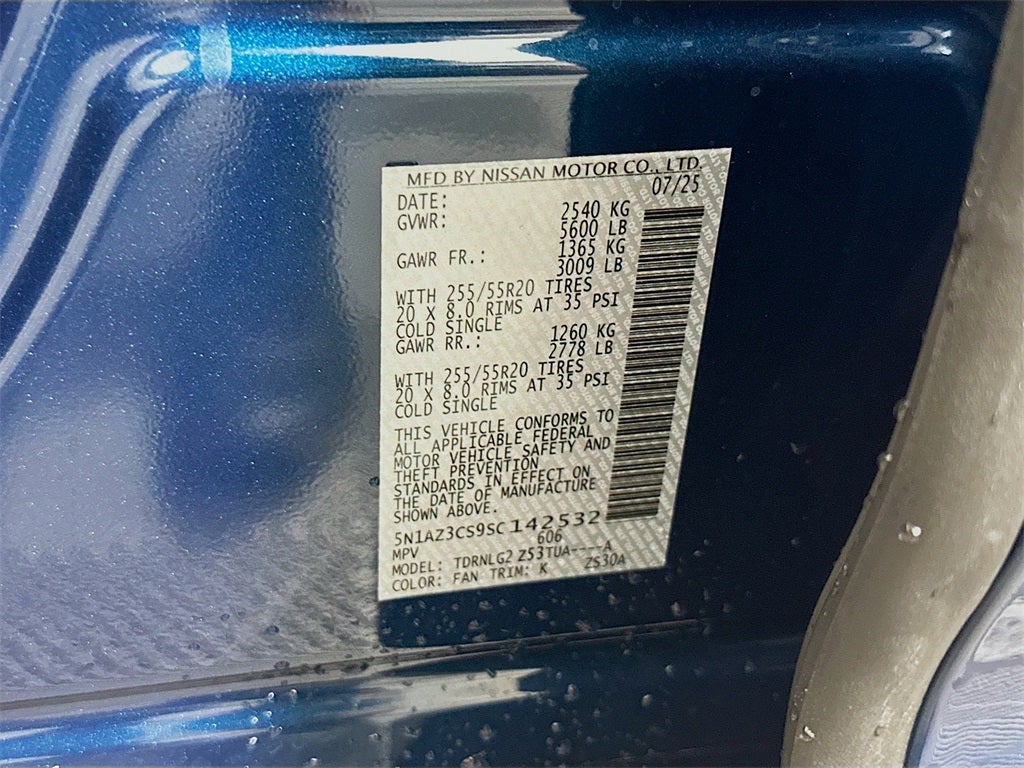 MFD BY NISSAN MOTOR CO., LTD.
DATE: 07/25
GVWR: 2540 KG
5600 LB
GAWR FR.: 1365 KG
3009 LB
WITH 255/55R20 TIRES
20 X 8.0 RIMS AT 35 PSI
COLD SINGLE
GAWR RR.: 1260 KG
2778 LB
WITH 255/55R20 TIRES
20 X 8.0 RIMS AT 35 PSI
COLD SINGLE
THIS VEHICLE CONFORMS TO
ALL APPLICABLE FEDERAL
MOTOR VEHICLE SAFETY AND
THEFT PREVENTION
STANDARDS IN EFFECT ON
THE DATE OF MANUFACTURE
SHOWN ABOVE.
5N1AZ3CS9SC142532
MPV 606
MODEL: TDRNLG2 Z53TUA----A
COLOR: FAN TRIM: K ZS30A